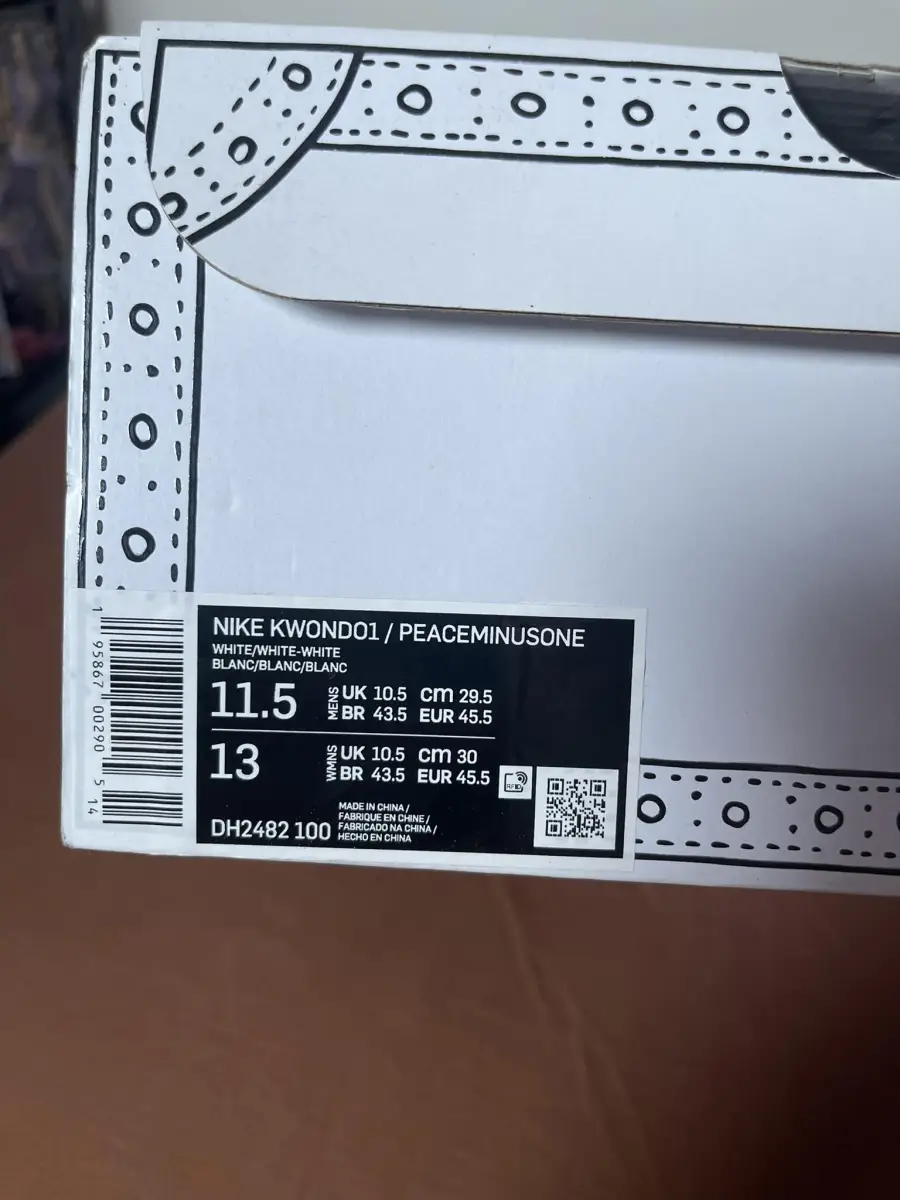 NIKE KWONDO1 / PEACEMINUSONE
WHITE/WHITE-WHITE
BLANC/BLANC/BLANC
11.5 MENS UK 10.5 cm 29.5
BR 43.5 EUR 45.5
13 WMNS UK 10.5 cm 30
BR 43.5 EUR 45.5
RFID
DH2482 100
MADE IN CHINA /
FABRIQUE EN CHINE /
FABRICADO NA CHINA /
HECHO EN CHINA
1 95867 00290 5 14